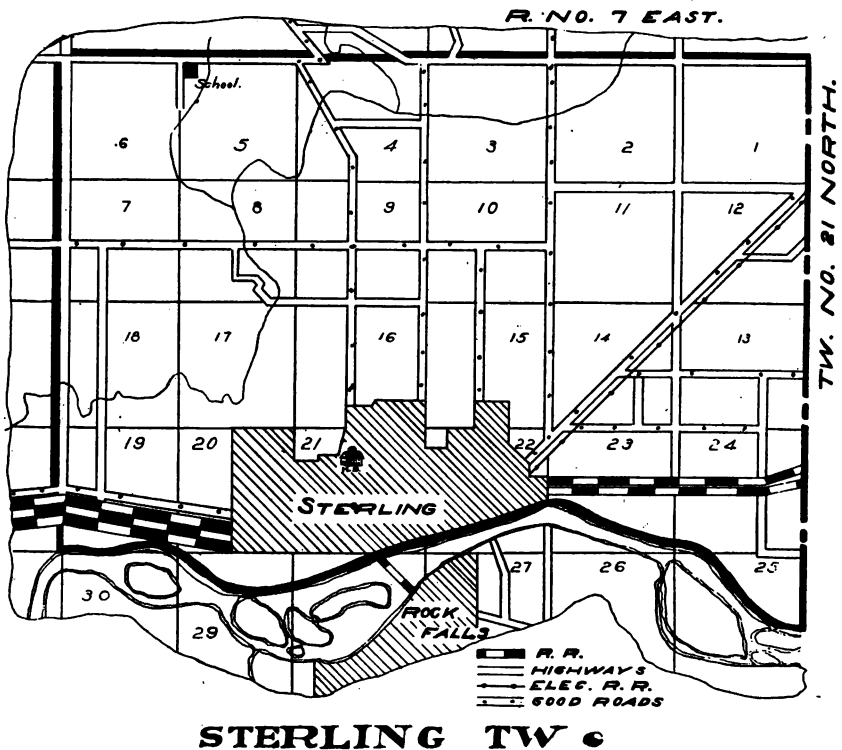 R. NO. 7 EAST.
TW. NO. 21 NORTH.
School.
6 5 4 3 2 1
7 8 9 10 11 12
18 17 16 15 14 13
19 20 21 22 23 24
STERLING
30 29 27 26 25
ROCK
FALLS
R. R.
HIGHWAYS
ELEC. R. R.
GOOD ROADS
STERLING TW